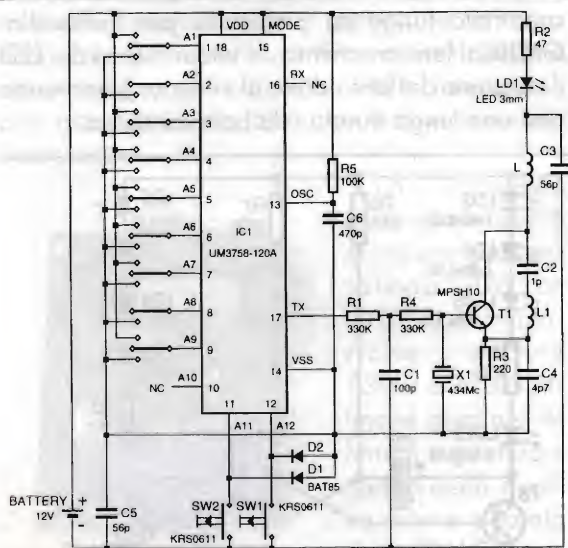 A1
1
18
VDD
MODE
15
R2
47
A2
2
RX
NC
16
LD1
LED 3mm
A3
3
A4
4
C3
56p
L
A5
5
OSC
13
R5
100K
A6
6
IC1
UM3758-120A
C6
470p
A7
7
C2
1p
MPSH10
A8
8
TX
17
R1
330K
R4
330K
T1
L1
A9
9
R3
220
VSS
14
C1
100p
X1
434Mc
C4
4p7
NC
A10
10
11
12
A11
A12
D2
D1
BAT85
BATTERY
12V
+
-
C5
56p
SW2
KRS0611
SW1
KRS0611